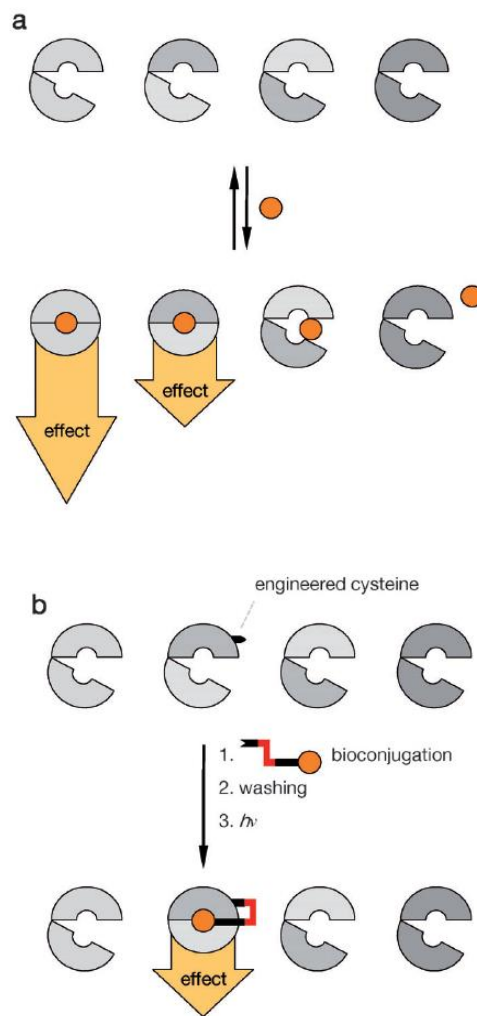 a
effect
effect
engineered cysteine
b
1. bioconjugation
2. washing
3. hν
effect